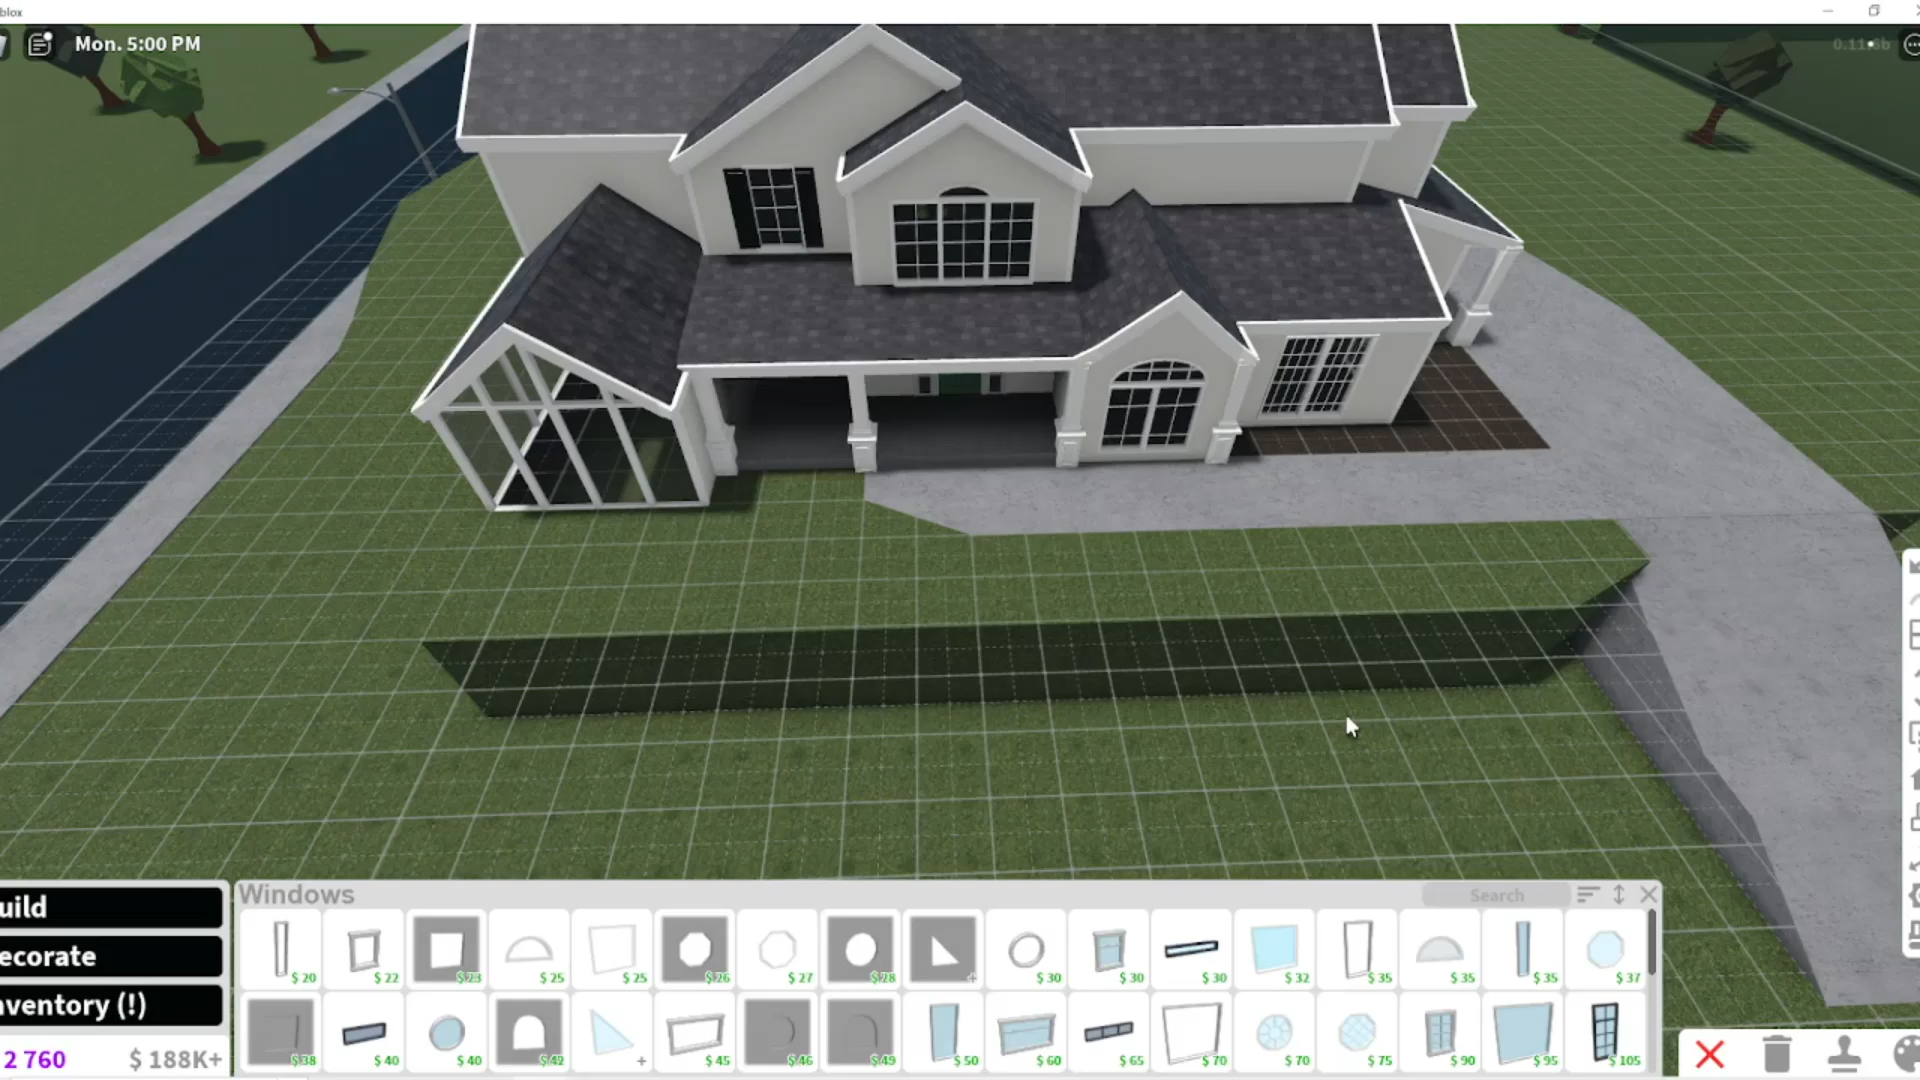 blox
Mon. 5:00 PM
uild
ecorate
nventory (!)
2 760 $ 188K+
Windows
Search
$ 20 $ 22 $ 23 $ 25 $ 25 $ 26 $ 27 $ 28 + $ 30 $ 30 $ 30 $ 32 $ 35 $ 35 $ 35 $ 37
$ 38 $ 40 $ 40 $ 42 + $ 45 $ 46 $ 49 $ 50 $ 60 $ 65 $ 70 $ 70 $ 75 $ 90 $ 95 $ 105